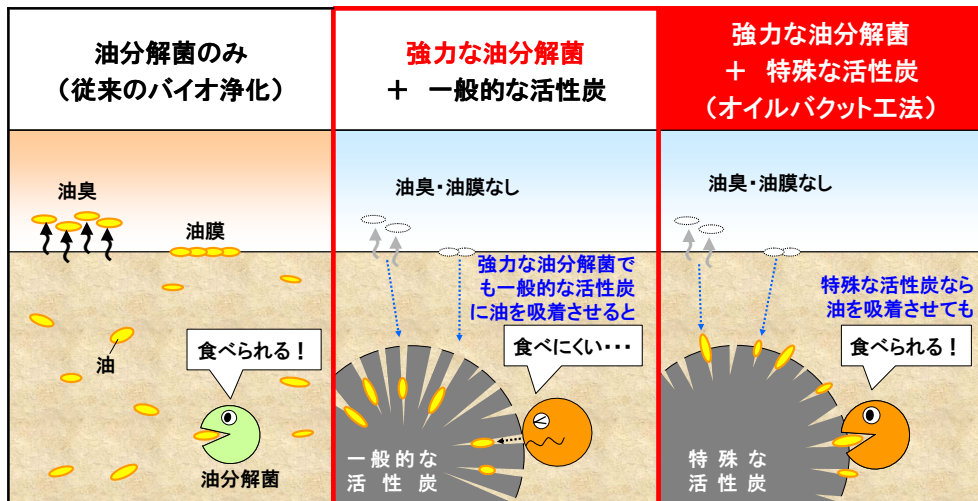 油分解菌のみ
（従来のバイオ浄化）
油臭
油膜
油
食べられる！
油分解菌
強力な油分解菌
＋ 一般的な活性炭
油臭・油膜なし
強力な油分解菌で
も一般的な活性炭
に油を吸着させると
食べにくい・・・
一般的な
活性炭
強力な油分解菌
＋ 特殊な活性炭
（オイルバクット工法）
油臭・油膜なし
特殊な活性炭なら
油を吸着させても
食べられる！
特殊な
活性炭